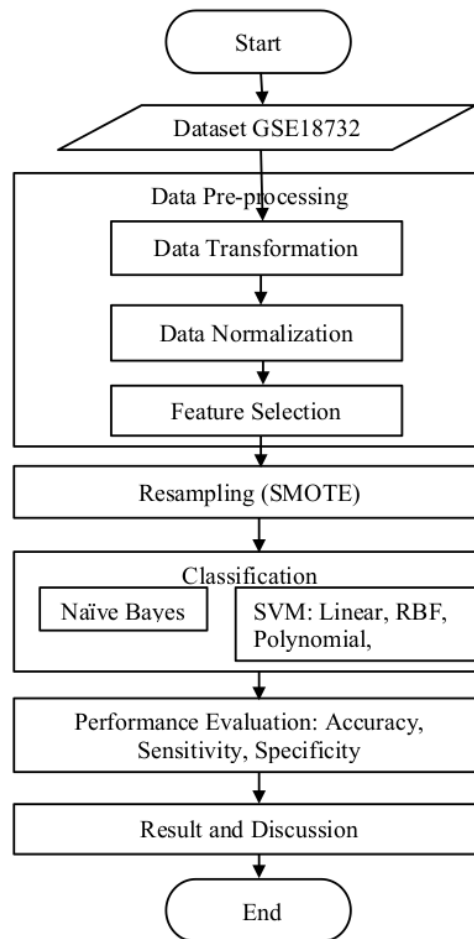 Start
Dataset GSE18732
Data Pre-processing
Data Transformation
Data Normalization
Feature Selection
Resampling (SMOTE)
Classification
Naïve Bayes
SVM: Linear, RBF,
Polynomial,
Performance Evaluation: Accuracy,
Sensitivity, Specificity
Result and Discussion
End